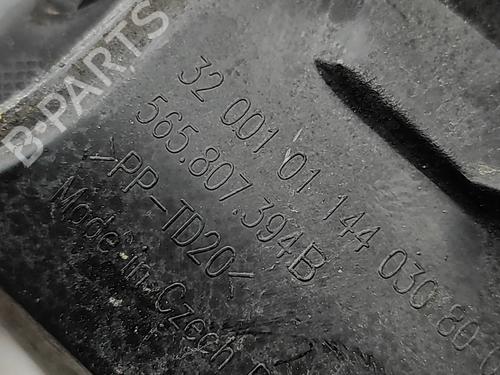 B-PARTS
32 001 01 144 030 80
565.807.394B
>PP-TD20<
Made in Czech